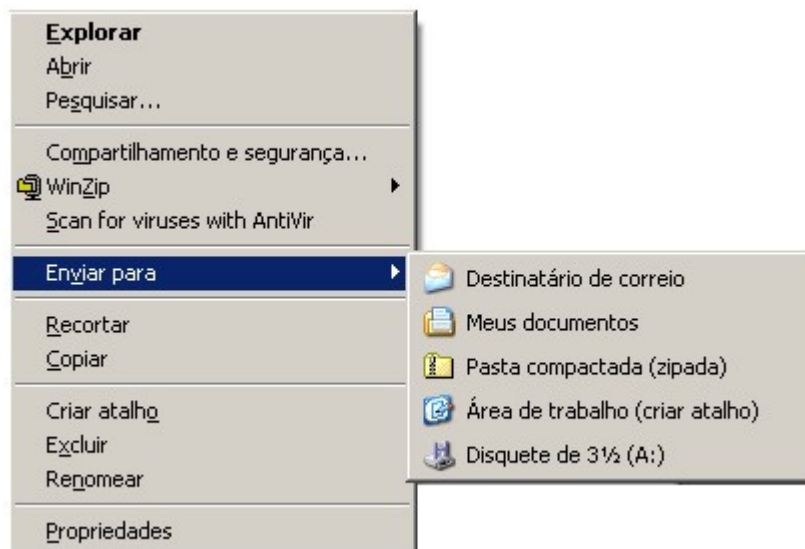 Explorar
Abrir
Pesquisar...
Compartilhamento e segurança...
WinZip
Scan for viruses with AntiVir
Enviar para
Destinatário de correio
Meus documentos
Pasta compactada (zipada)
Área de trabalho (criar atalho)
Disquete de 3½ (A:)
Recortar
Copiar
Criar atalho
Excluir
Renomear
Propriedades